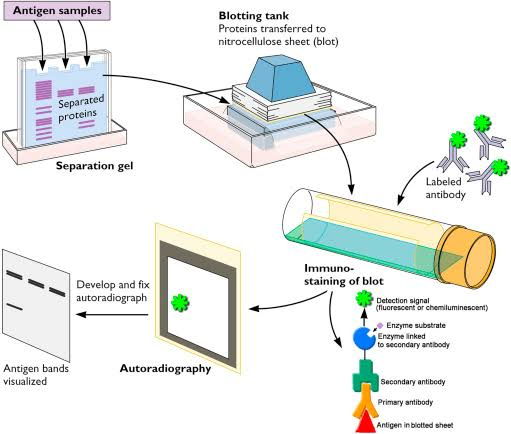 Antigen samples
Blotting tank
Proteins transferred to
nitrocellulose sheet (blot)
Separated
proteins
Separation gel
Labeled
antibody
Immuno-
staining of blot
Detection signal
(fluorescent or chemiluminescent)
Enzyme substrate
Enzyme linked
to secondary antibody
Secondary antibody
Primary antibody
Antigen in blotted sheet
Develop and fix
autoradiograph
Autoradiography
Antigen bands
visualized